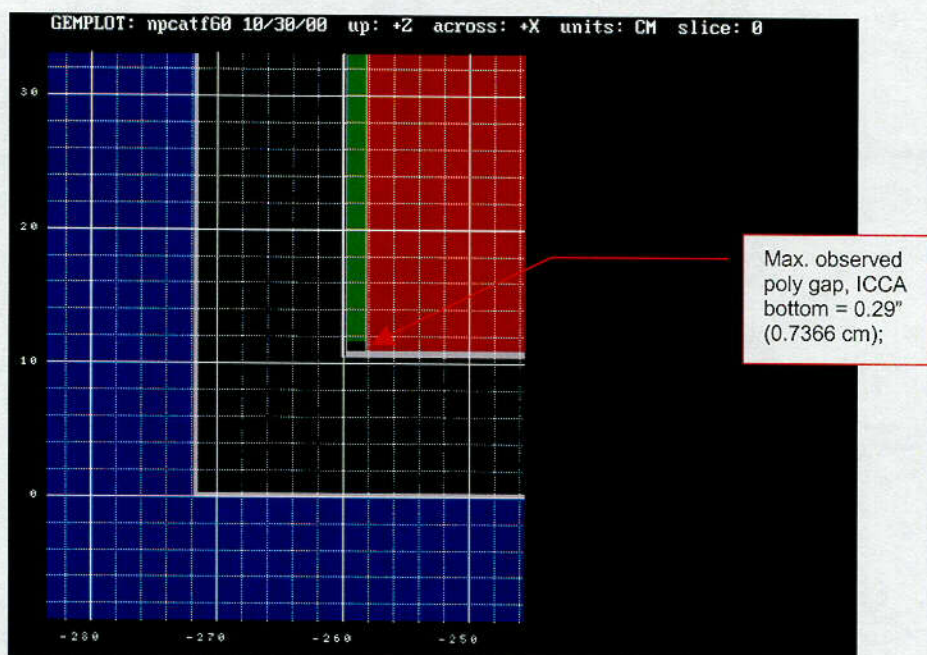 GEMPLOT: npcatf60 10/30/00 up: +Z across: +X units: CM slice: 0
30
20
10
0
-280 -270 -260 -250
Max. observed
poly gap, ICCA
bottom = 0.29"
(0.7366 cm);